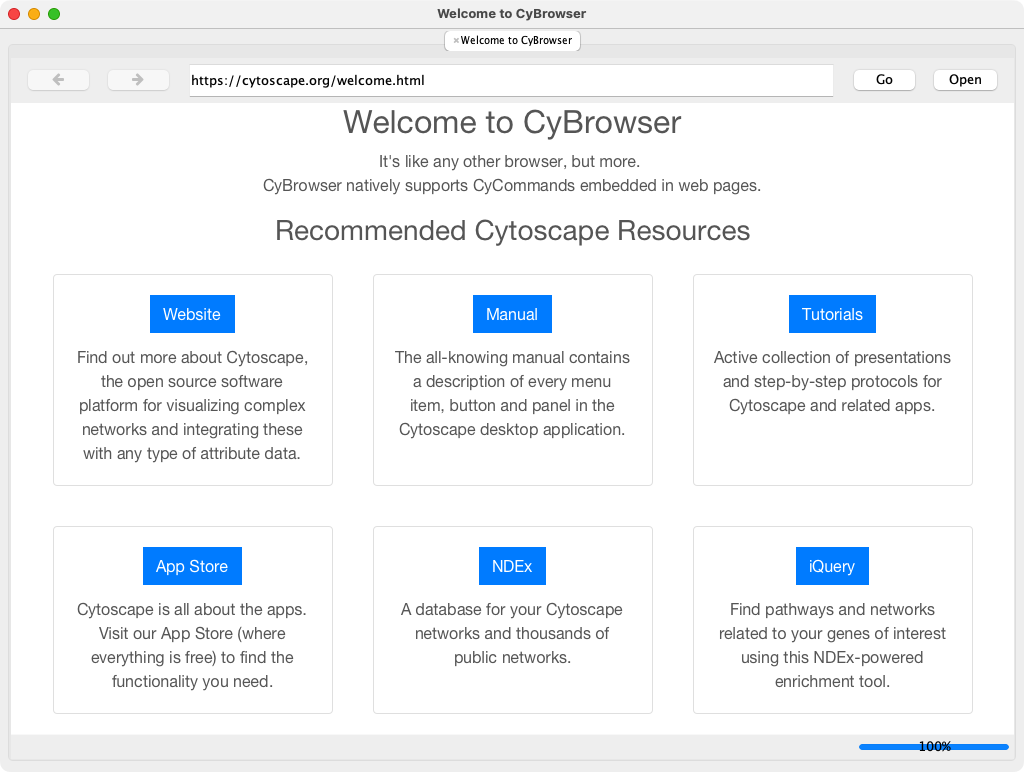 Welcome to CyBrowser
Welcome to CyBrowser
https://cytoscape.org/welcome.html
Go
Open
Welcome to CyBrowser
It's like any other browser, but more.
CyBrowser natively supports CyCommands embedded in web pages.
Recommended Cytoscape Resources
Website
Find out more about Cytoscape,
the open source software
platform for visualizing complex
networks and integrating these
with any type of attribute data.
Manual
The all-knowing manual contains
a description of every menu
item, button and panel in the
Cytoscape desktop application.
Tutorials
Active collection of presentations
and step-by-step protocols for
Cytoscape and related apps.
App Store
Cytoscape is all about the apps.
Visit our App Store (where
everything is free) to find the
functionality you need.
NDEx
A database for your Cytoscape
networks and thousands of
public networks.
iQuery
Find pathways and networks
related to your genes of interest
using this NDEx-powered
enrichment tool.
100%